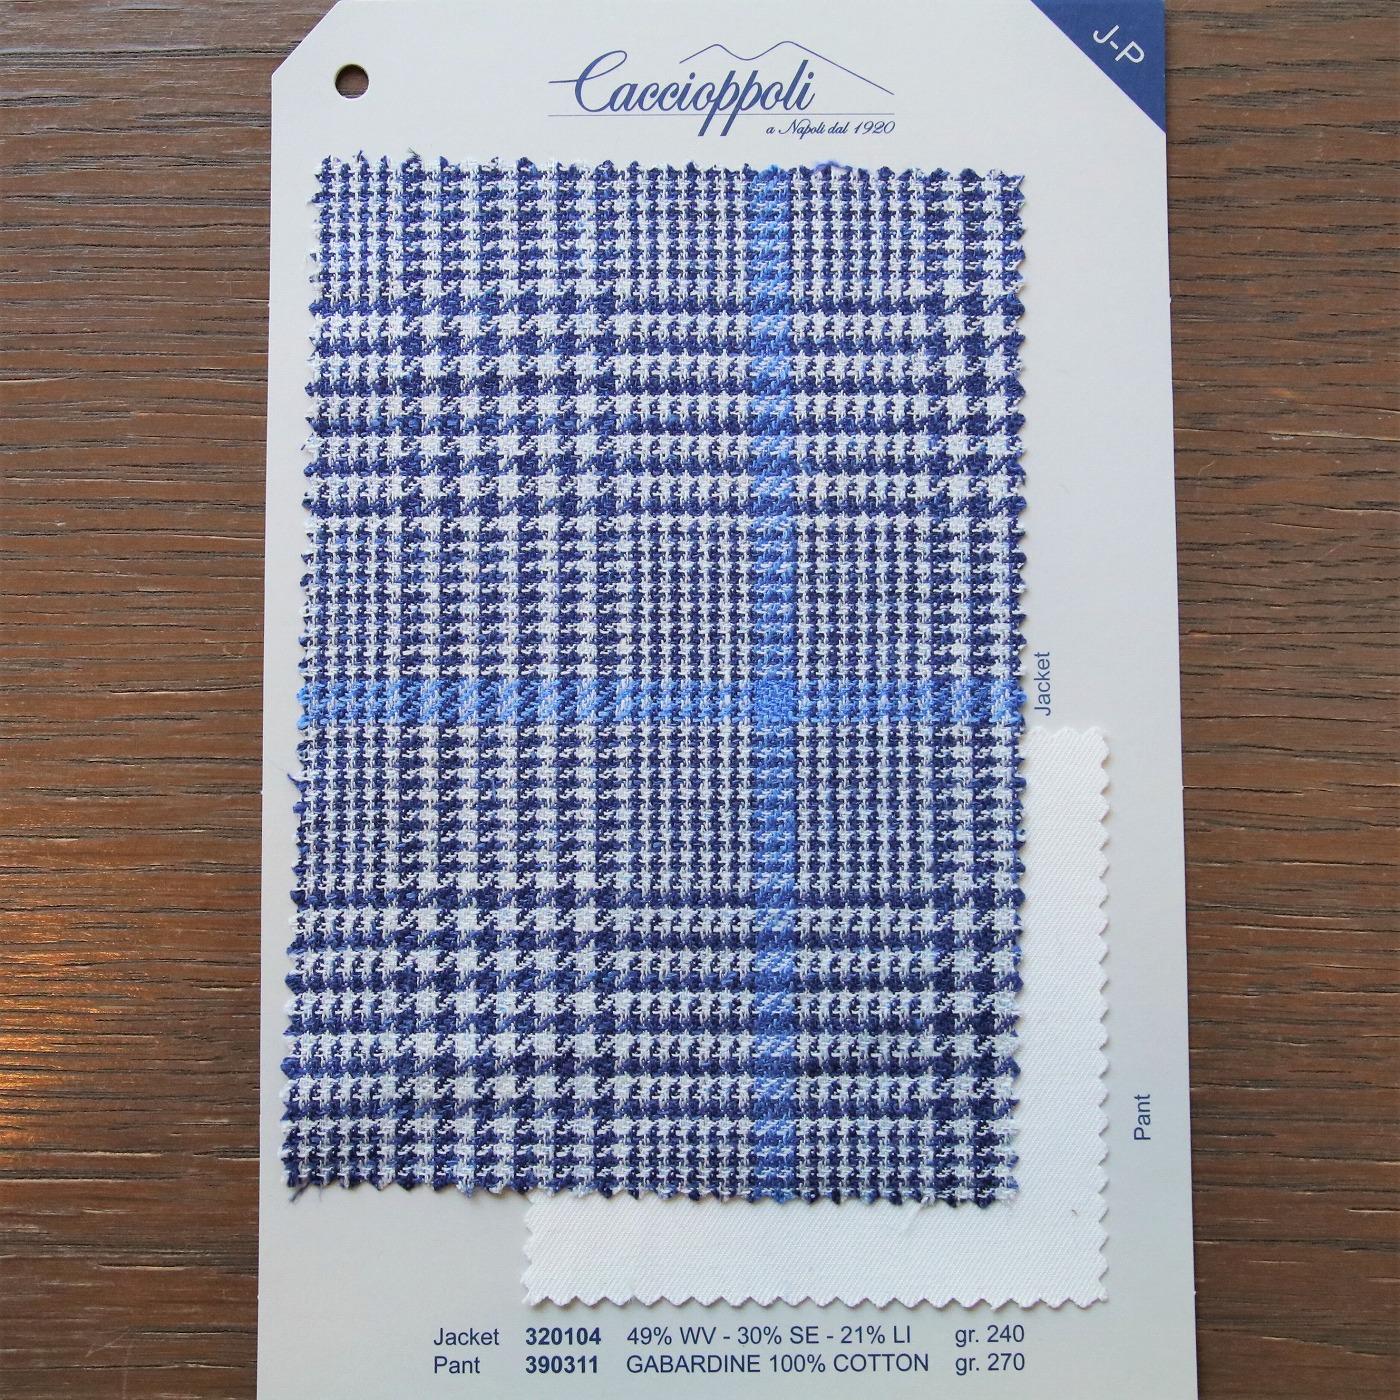 J-P
Caccioppoli
a Napoli dal 1920
Jacket
Pant
Jacket 320104 49% WV - 30% SE - 21% LI gr. 240
Pant 390311 GABARDINE 100% COTTON gr. 270